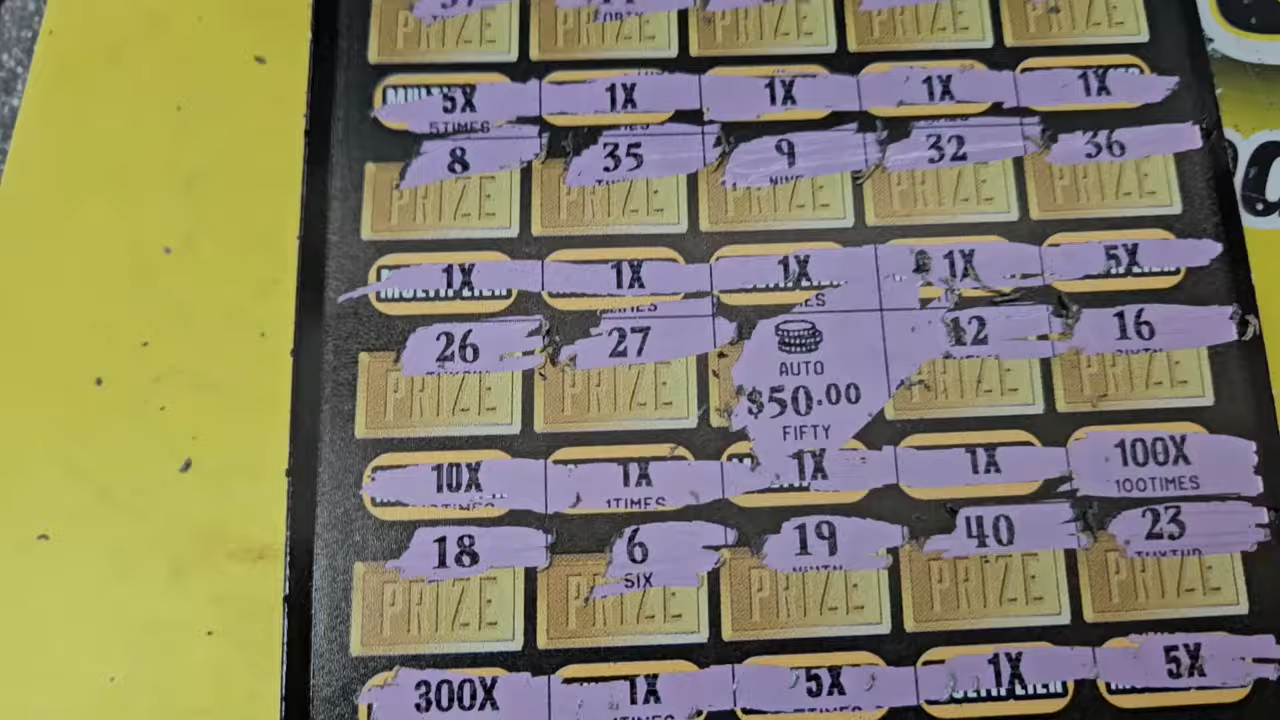 FORTY
PRIZE PRIZE PRIZE PRIZE PRIZE
5X 1X 1X 1X 1X
5TIMES
8 35 9 32 36
NINE
PRIZE PRIZE PRIZE PRIZE PRIZE
1X 1X 1X 1X 5X
26 27 12 16
AUTO
$50.00
FIFTY
PRIZE PRIZE PRIZE PRIZE
10X 1X 1X 1X 100X
1TIMES 100TIMES
18 6 19 40 23
SIX
PRIZE PRIZE PRIZE PRIZE PRIZE
300X 1X 5X 1X 5X